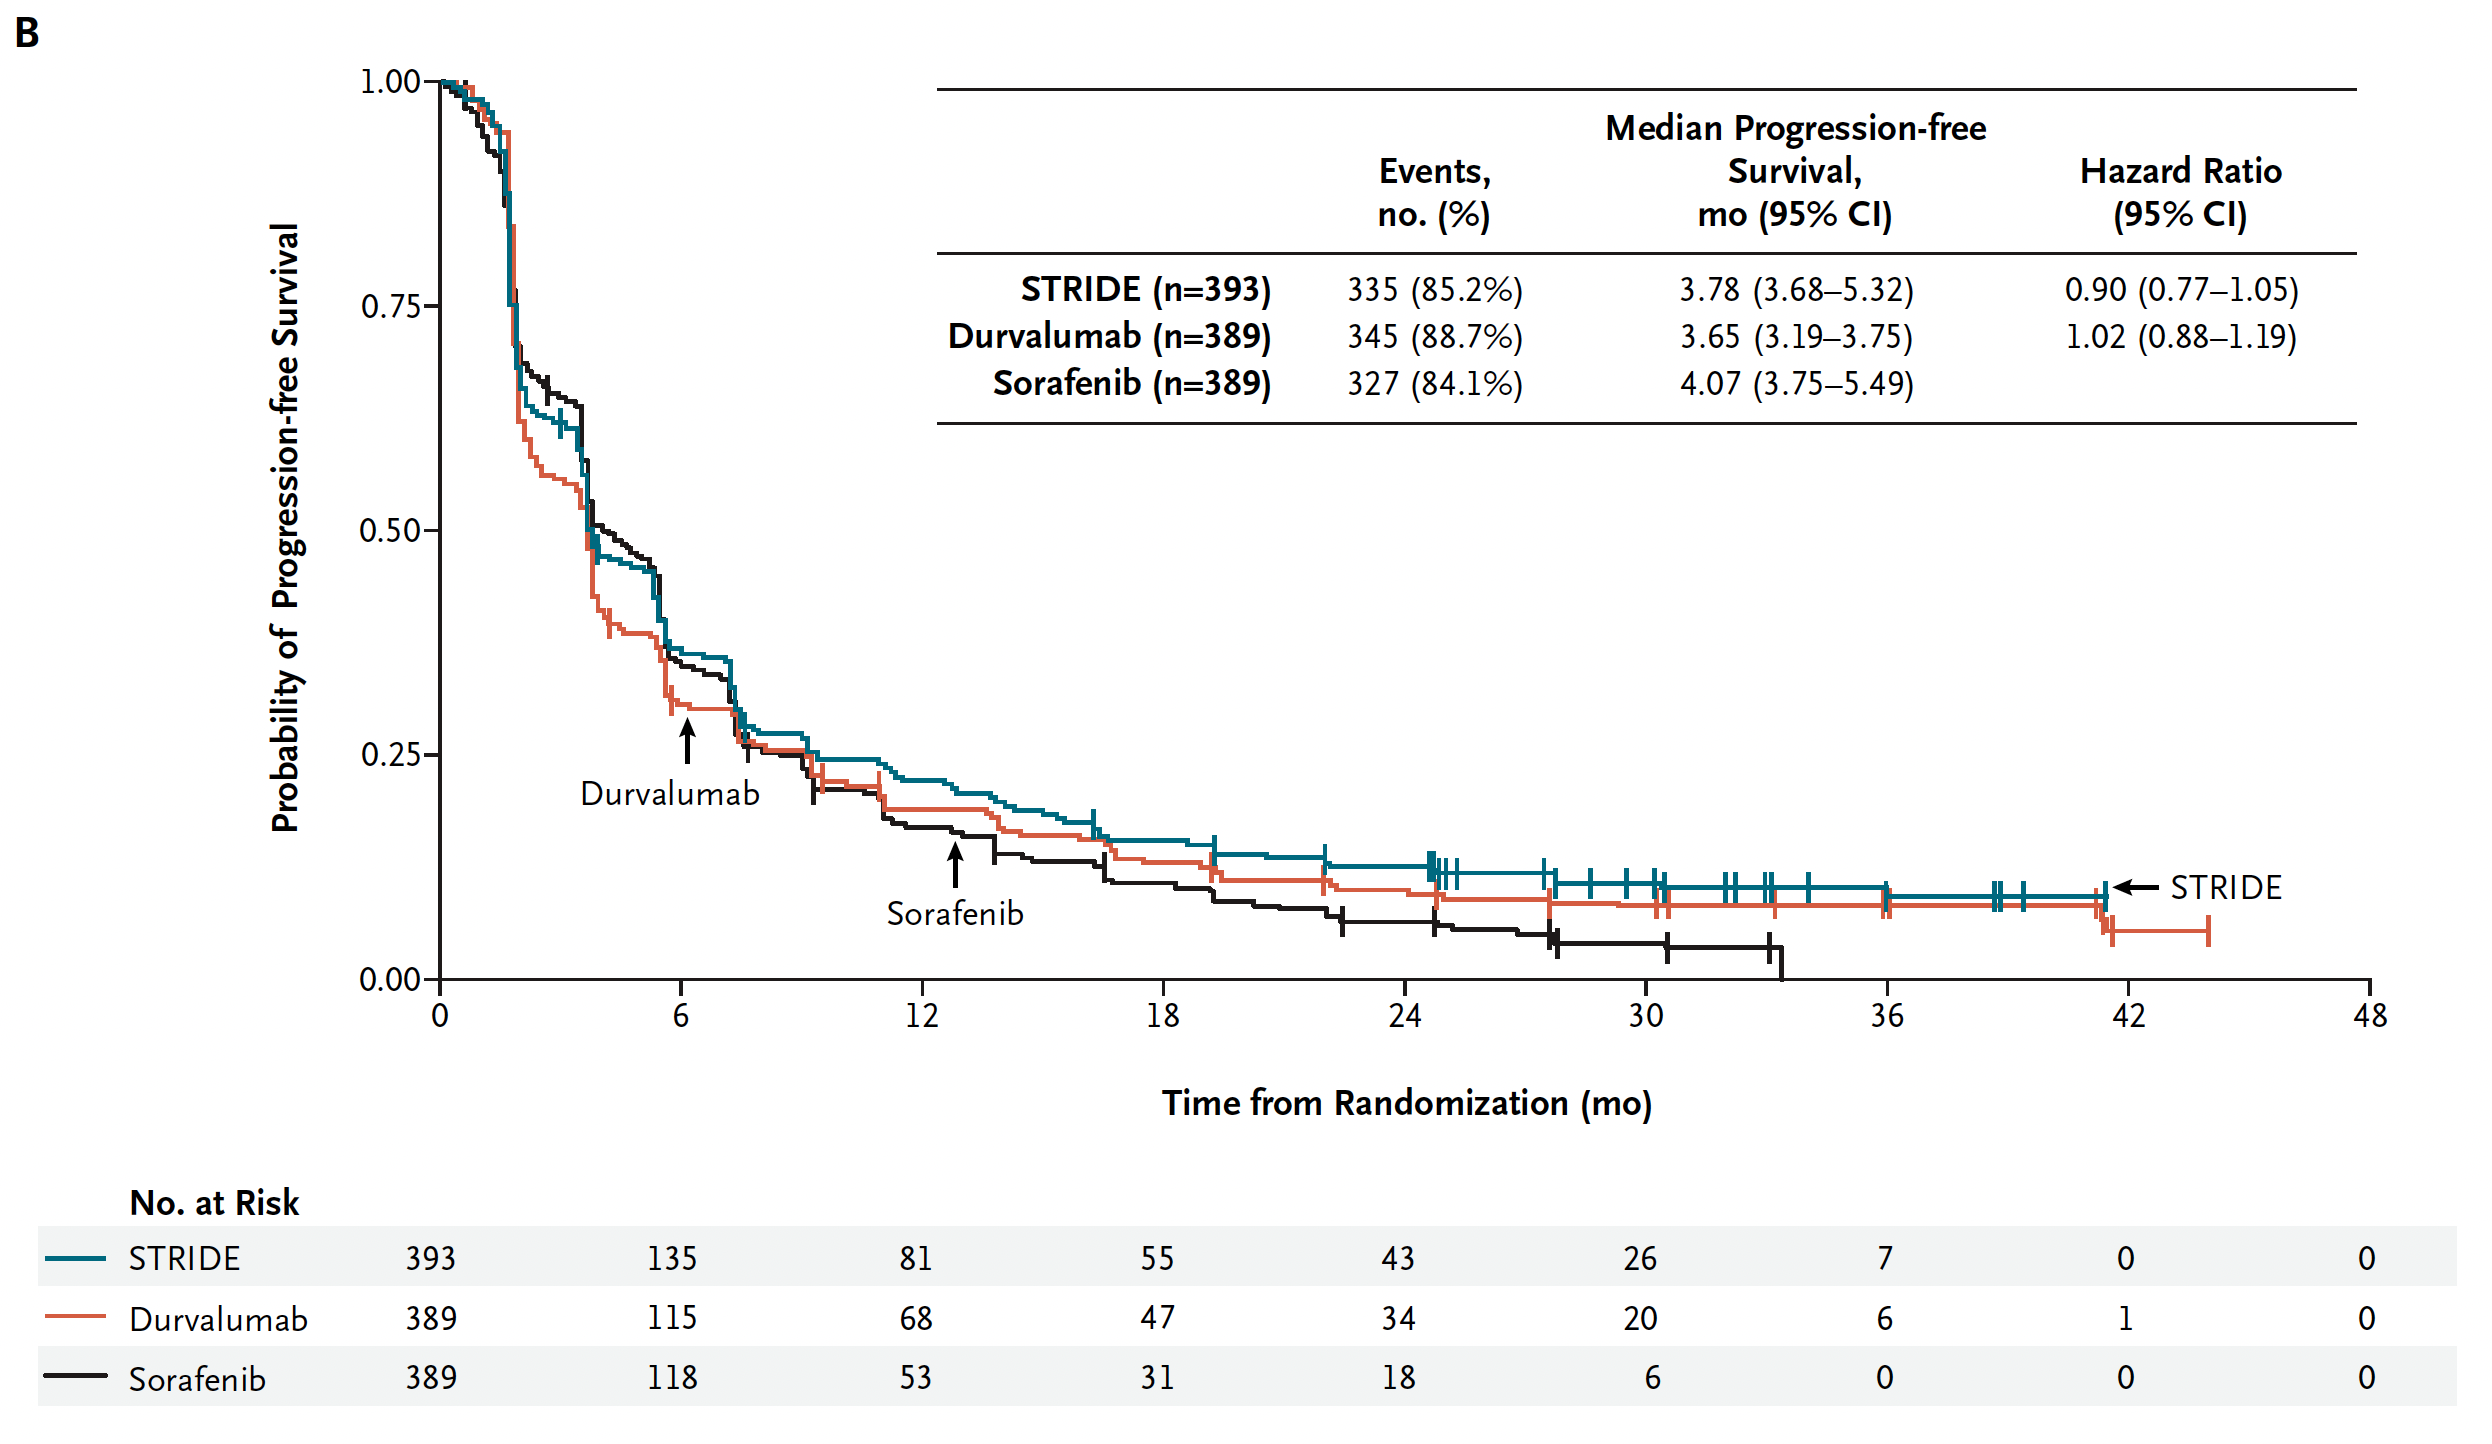 B
1.00
0.75
0.50
0.25
0.00
Probability of Progression-free Survival
Median Progression-free
Events, Survival, Hazard Ratio
no. (%) mo (95% CI) (95% CI)
STRIDE (n=393) 335 (85.2%) 3.78 (3.68–5.32) 0.90 (0.77–1.05)
Durvalumab (n=389) 345 (88.7%) 3.65 (3.19–3.75) 1.02 (0.88–1.19)
Sorafenib (n=389) 327 (84.1%) 4.07 (3.75–5.49)
Durvalumab
Sorafenib
STRIDE
0 6 12 18 24 30 36 42 48
Time from Randomization (mo)
No. at Risk
STRIDE 393 135 81 55 43 26 7 0 0
Durvalumab 389 115 68 47 34 20 6 1 0
Sorafenib 389 118 53 31 18 6 0 0 0